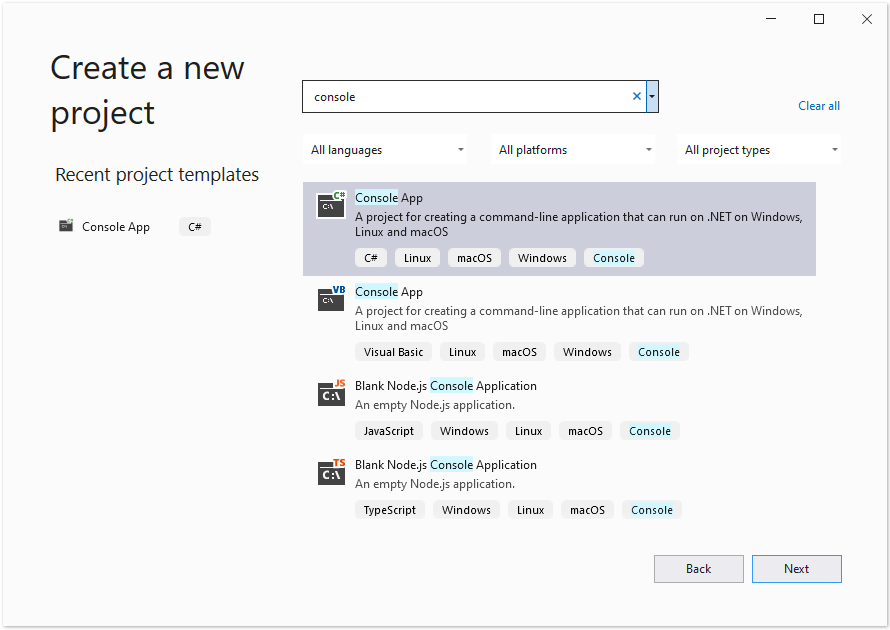 Create a new
project
console
Clear all
All languages
All platforms
All project types
Recent project templates
Console App
C#
C#
C:\
Console App
A project for creating a command-line application that can run on .NET on Windows,
Linux and macOS
C# Linux macOS Windows Console
VB
C:\
Console App
A project for creating a command-line application that can run on .NET on Windows,
Linux and macOS
Visual Basic Linux macOS Windows Console
JS
C:\
Blank Node.js Console Application
An empty Node.js application.
JavaScript Windows Linux macOS Console
TS
C:\
Blank Node.js Console Application
An empty Node.js application.
TypeScript Windows Linux macOS Console
Back
Next